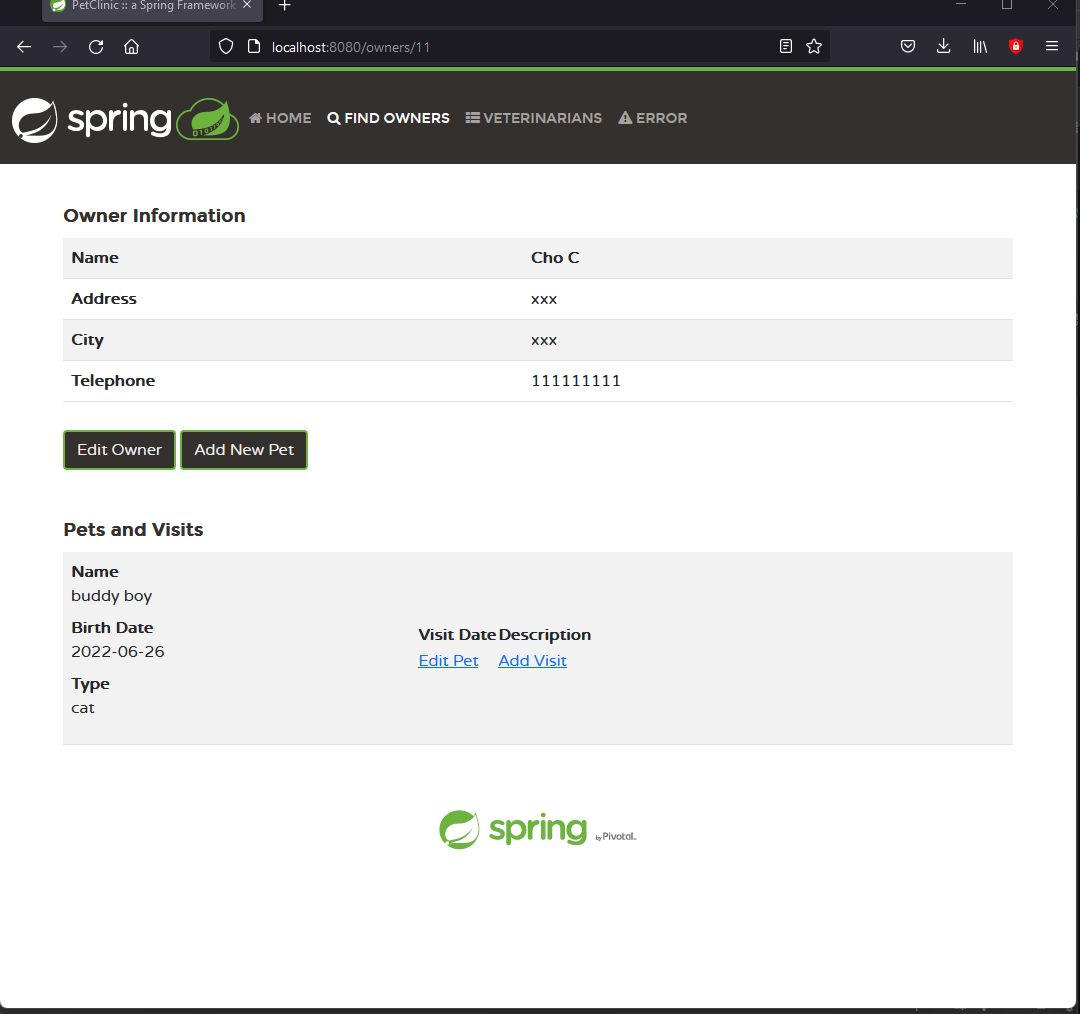 PetClinic :: a Spring Framework
localhost:8080/owners/11
spring
HOME
FIND OWNERS
VETERINARIANS
ERROR
Owner Information
Name Cho C
Address xxx
City xxx
Telephone 111111111
Edit Owner Add New Pet
Pets and Visits
Name
buddy boy
Birth Date
2022-06-26
Type
cat
Visit Date Description
Edit Pet Add Visit
spring by Pivotal.